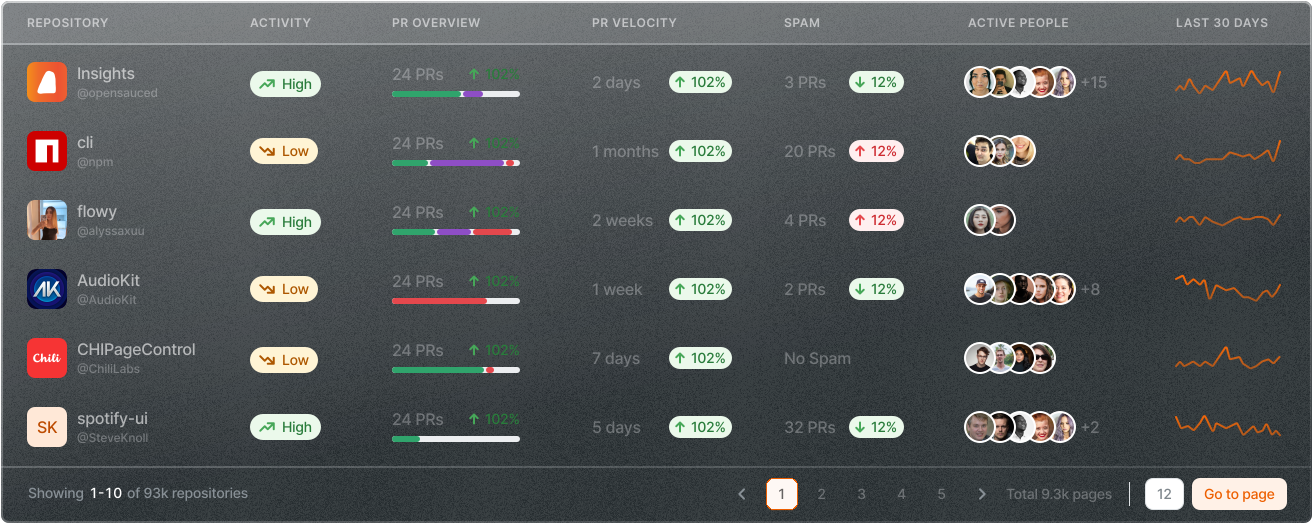 REPOSITORY ACTIVITY PR OVERVIEW PR VELOCITY SPAM ACTIVE PEOPLE LAST 30 DAYS
Insights
@opensauced
High
24 PRs 102%
2 days 102%
3 PRs 12%
+15
cli
@npm
Low
24 PRs 102%
1 months 102%
20 PRs 12%
flowy
@alyssaxuu
High
24 PRs 102%
2 weeks 102%
4 PRs 12%
AK
AudioKit
@AudioKit
Low
24 PRs 102%
1 week 102%
2 PRs 12%
+8
Chili
CHIPageControl
@ChiliLabs
Low
24 PRs 102%
7 days 102%
No Spam
SK
spotify-ui
@SteveKnoll
High
24 PRs 102%
5 days 102%
32 PRs 12%
+2
Showing 1-10 of 93k repositories
1 2 3 4 5 Total 9.3k pages 12 Go to page